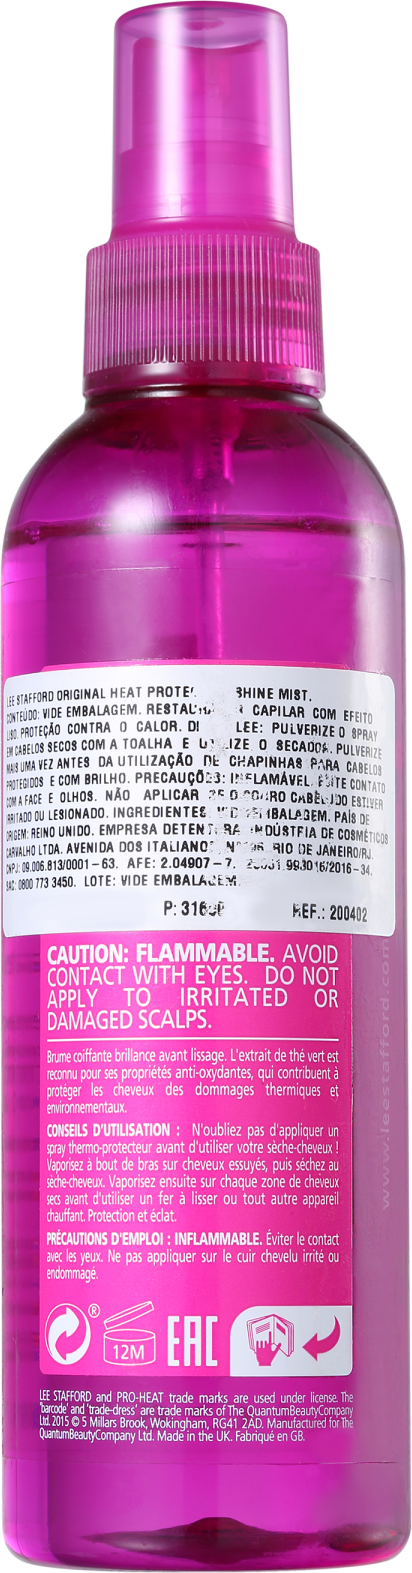 LEE STAFFORD ORIGINAL HEAT SHINE MIST.
CONTEÚDO: VIDE EMBALAGEM. CAPILAR COM EFEITO
LISO. PROTEÇÃO CONTRA O CALOR. LEE: PULVERIZE O SPRAY
EM CABELOS SECOS COM A TOALHA E O SECADOR. PULVERIZE
MAIS UMA VEZ ANTES DA UTILIZAÇÃO DE CHAPINHAS PARA CABELOS
PROTEGIDOS E COM BRILHO. PRECAUÇÕES: INFLAMÁVEL. EVITE CONTATO
COM A FACE E OLHOS. NÃO APLICAR ESTIVER
IRRITADO OU LESIONADO. INGREDIENTES: EMBALAGEM. PAÍS DE
ORIGEM: REINO UNIDO. EMPRESA INDÚSTRIA DE COSMÉTICOS
CARVALHO LTDA. AVENIDA DOS RIO DE JANEIRO/RJ.
CNPJ: 09.006.813/0001-63. AFE: 2.04907-7.
SAC: 0800 773 3450. LOTE: VIDE EMBALAGEM.
REF.: 200402
CAUTION: FLAMMABLE. AVOID
CONTACT WITH EYES. DO NOT
APPLY TO IRRITATED OR
DAMAGED SCALPS.
Brume coiffante brillance avant lissage. L'extrait de thé vert est
reconnu pour ses propriétés anti-oxydantes, qui contribuent à
protéger les cheveux des dommages thermiques et
environnementaux.
CONSEILS D'UTILISATION : N'oubliez pas d'appliquer un
spray thermo-protecteur avant d'utiliser votre sèche-cheveux !
Vaporisez à bout de bras sur cheveux essuyés, puis séchez au
sèche-cheveux. Vaporisez ensuite sur chaque zone de cheveux
secs avant d'utiliser un fer à lisser ou tout autre appareil
chauffant. Protection et éclat.
PRÉCAUTIONS D'EMPLOI : INFLAMMABLE. Éviter le contact
avec les yeux. Ne pas appliquer sur le cuir chevelu irrité ou
endommagé.
www.leestafford.com
®
12M
EAC
LEE STAFFORD and PRO-HEAT trade marks are used under license. The
'barcode' and 'trade-dress' are trade marks of The QuantumBeautyCompany
Ltd. 2015 © 5 Millars Brook, Wokingham, RG41 2AD. Manufactured for The
QuantumBeautyCompany Ltd. Made in the UK. Fabriqué en GB.